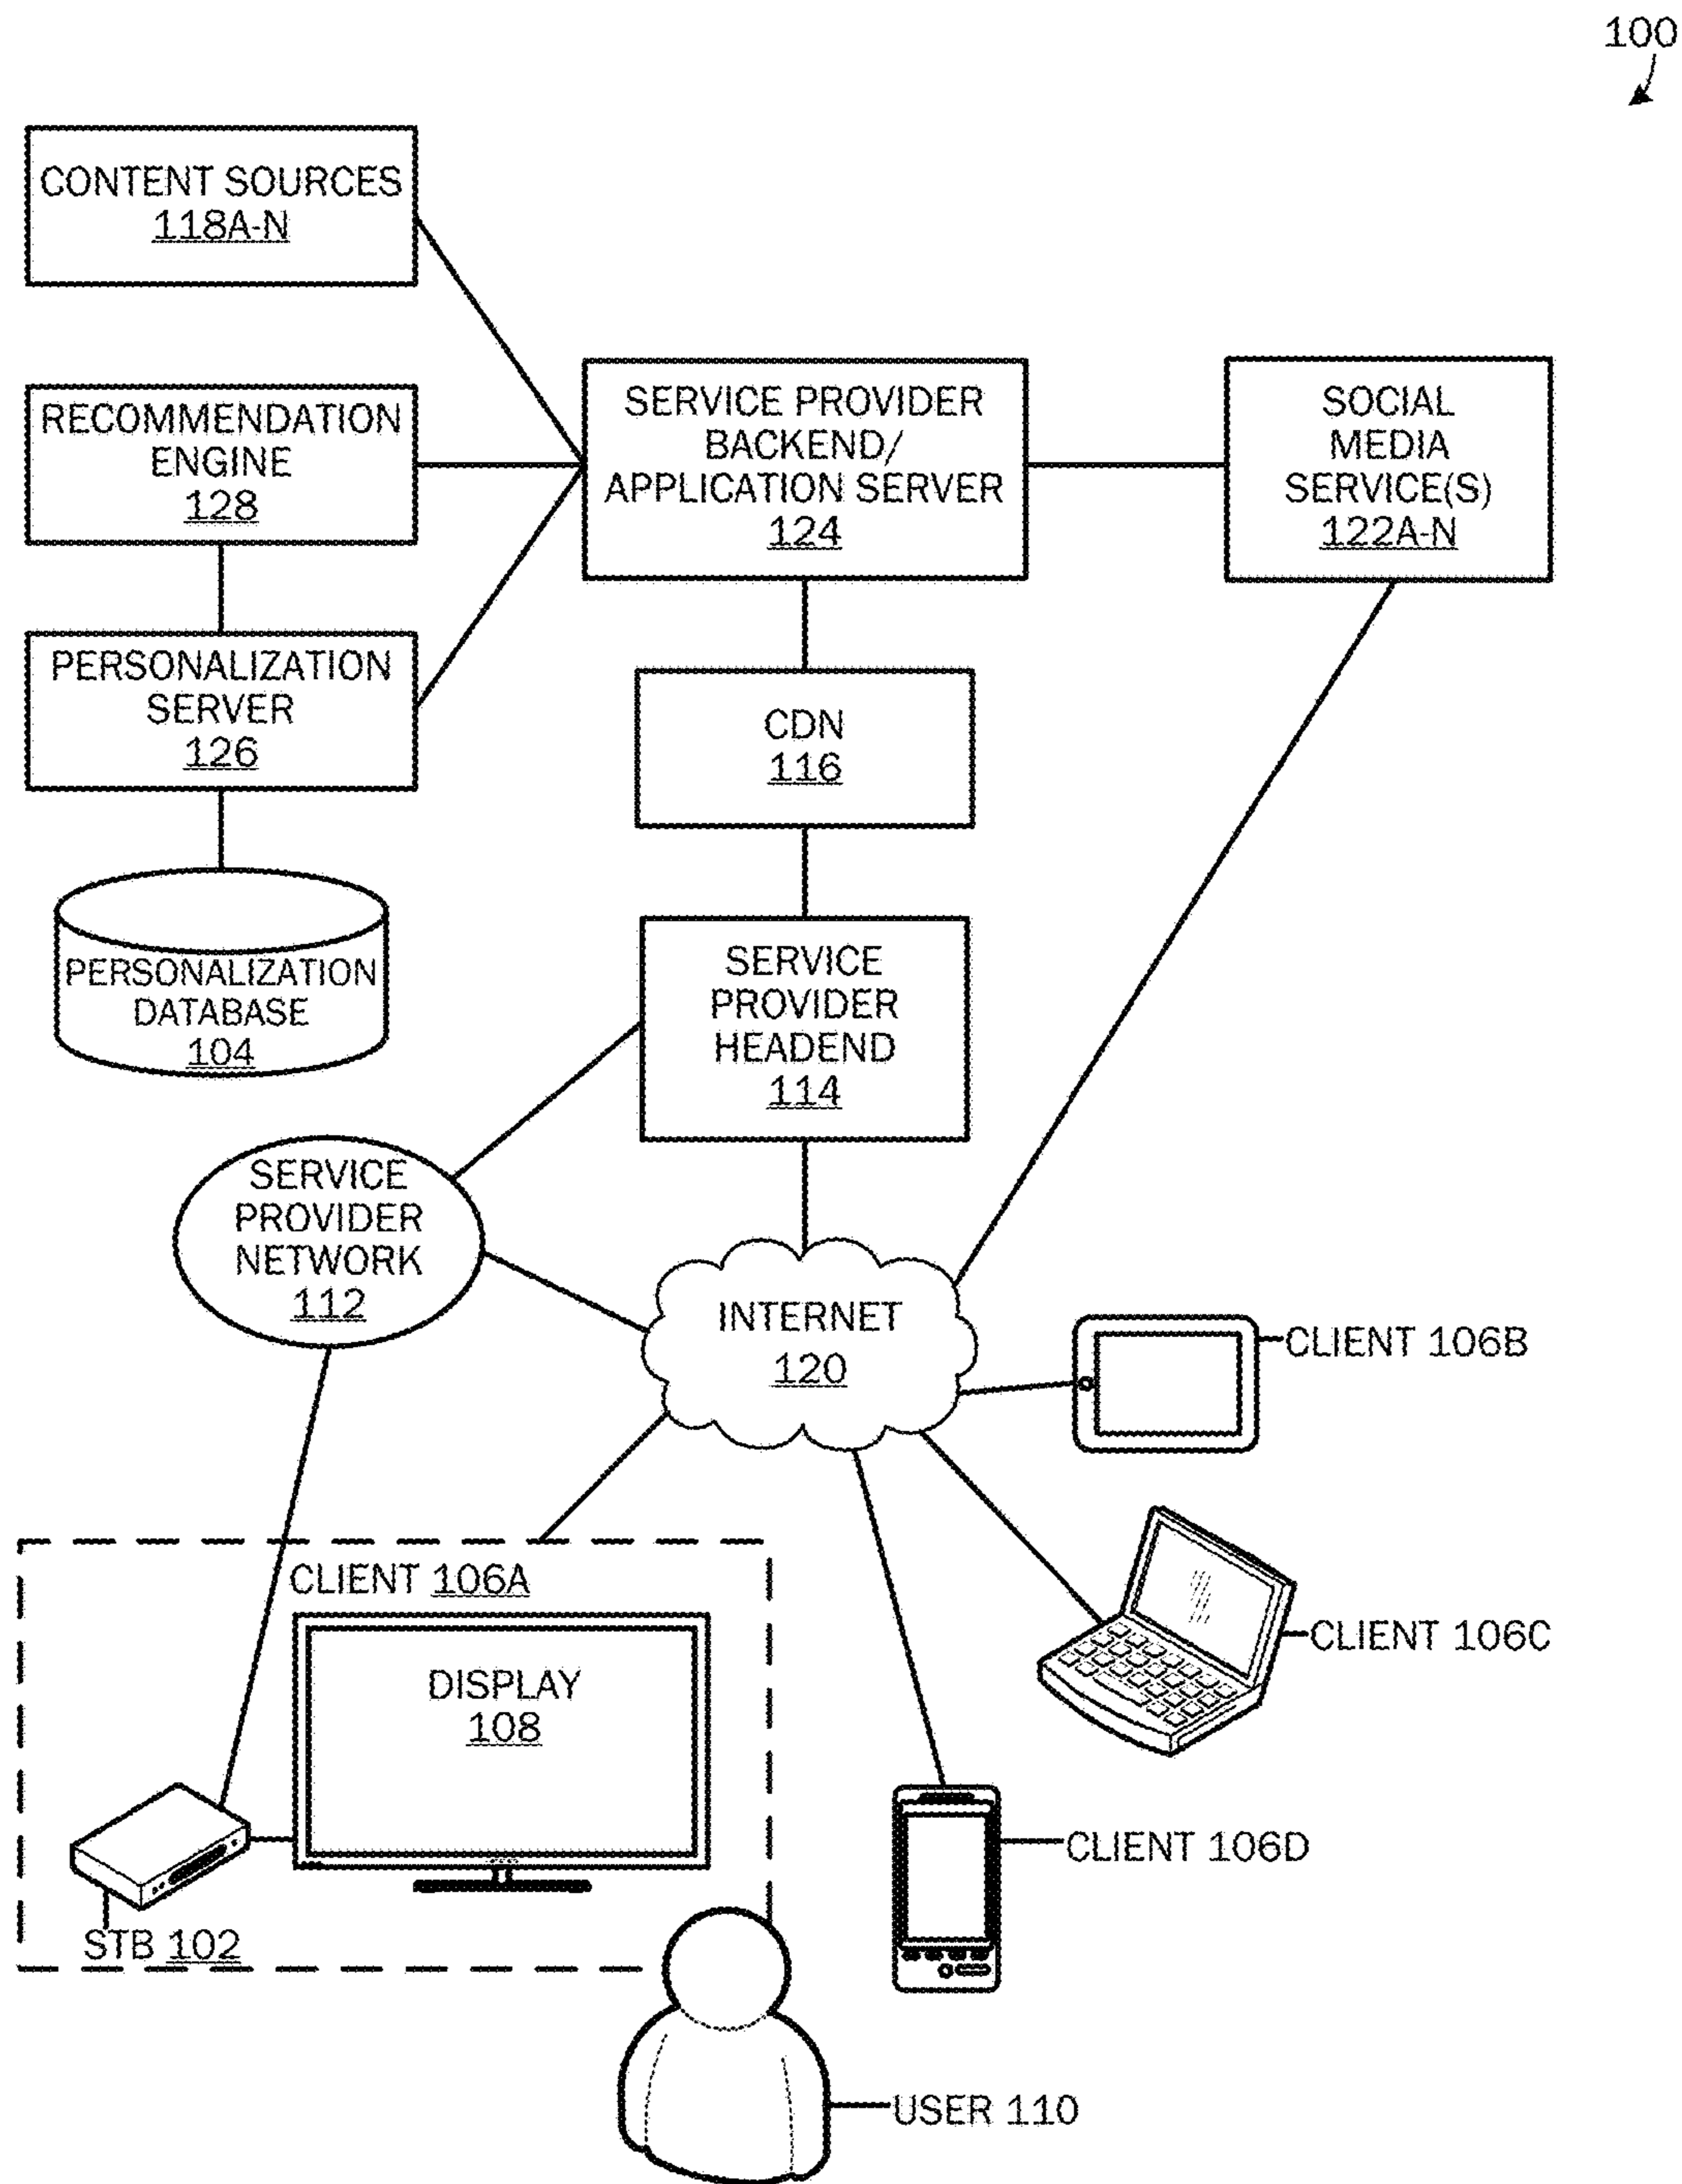 100
CONTENT SOURCES
118A-N
RECOMMENDATION
ENGINE
128
SERVICE PROVIDER
BACKEND/
APPLICATION SERVER
124
SOCIAL
MEDIA
SERVICE(S)
122A-N
PERSONALIZATION
SERVER
126
CDN
116
PERSONALIZATION
DATABASE
104
SERVICE
PROVIDER
HEADEND
114
SERVICE
PROVIDER
NETWORK
112
INTERNET
120
CLIENT 106B
CLIENT 106A
DISPLAY
108
CLIENT 106C
CLIENT 106D
STB 102
USER 110